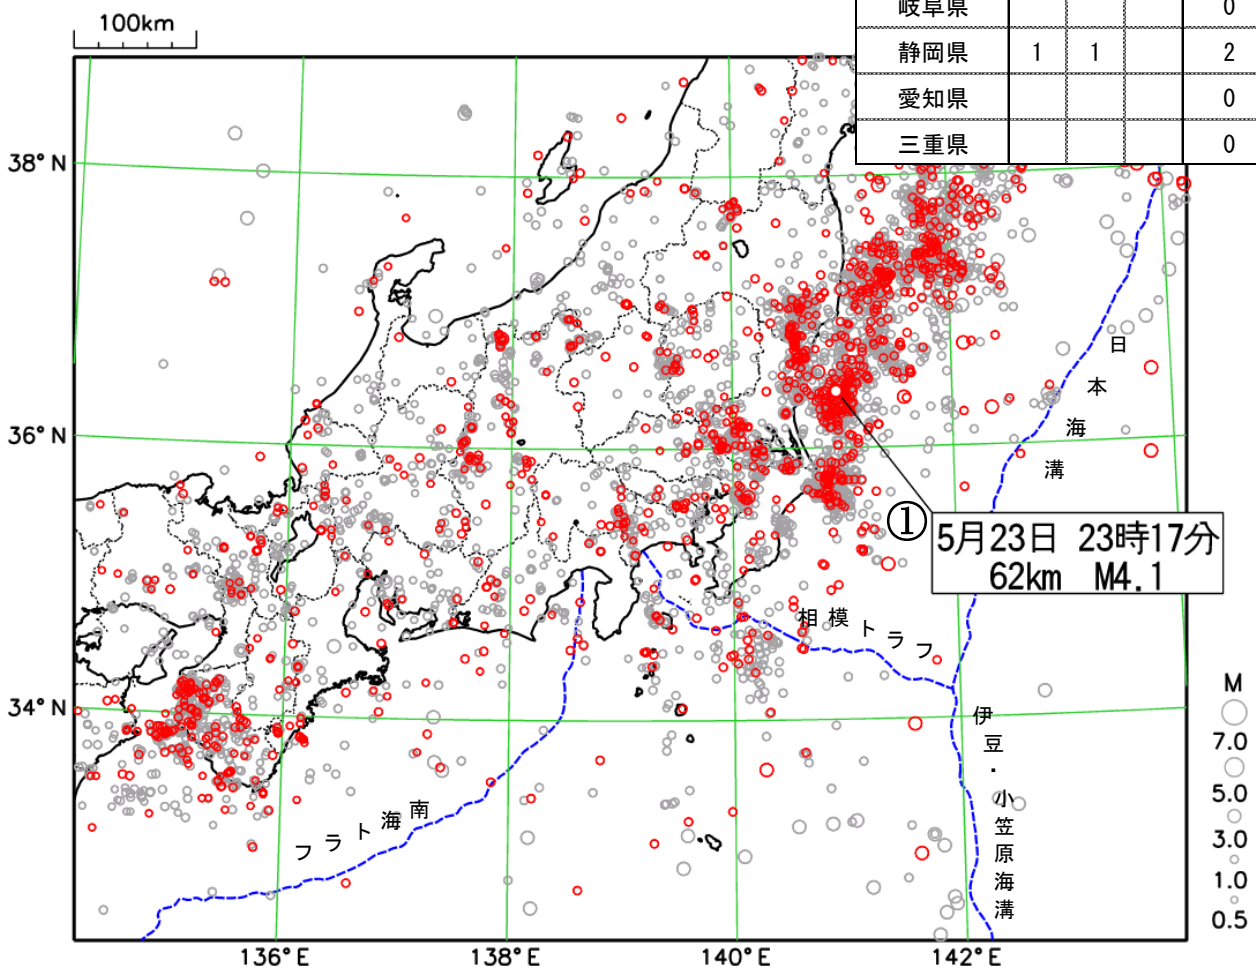 100km
岐阜県 0
静岡県 1 1 2
愛知県 0
三重県 0
38°N
36°N
34°N
日本海溝
①
5月23日 23時17分
62km M4.1
相模トラフ
伊豆・小笠原海溝
南海トラフ
M
7.0
5.0
3.0
1.0
0.5
136°E
138°E
140°E
142°E